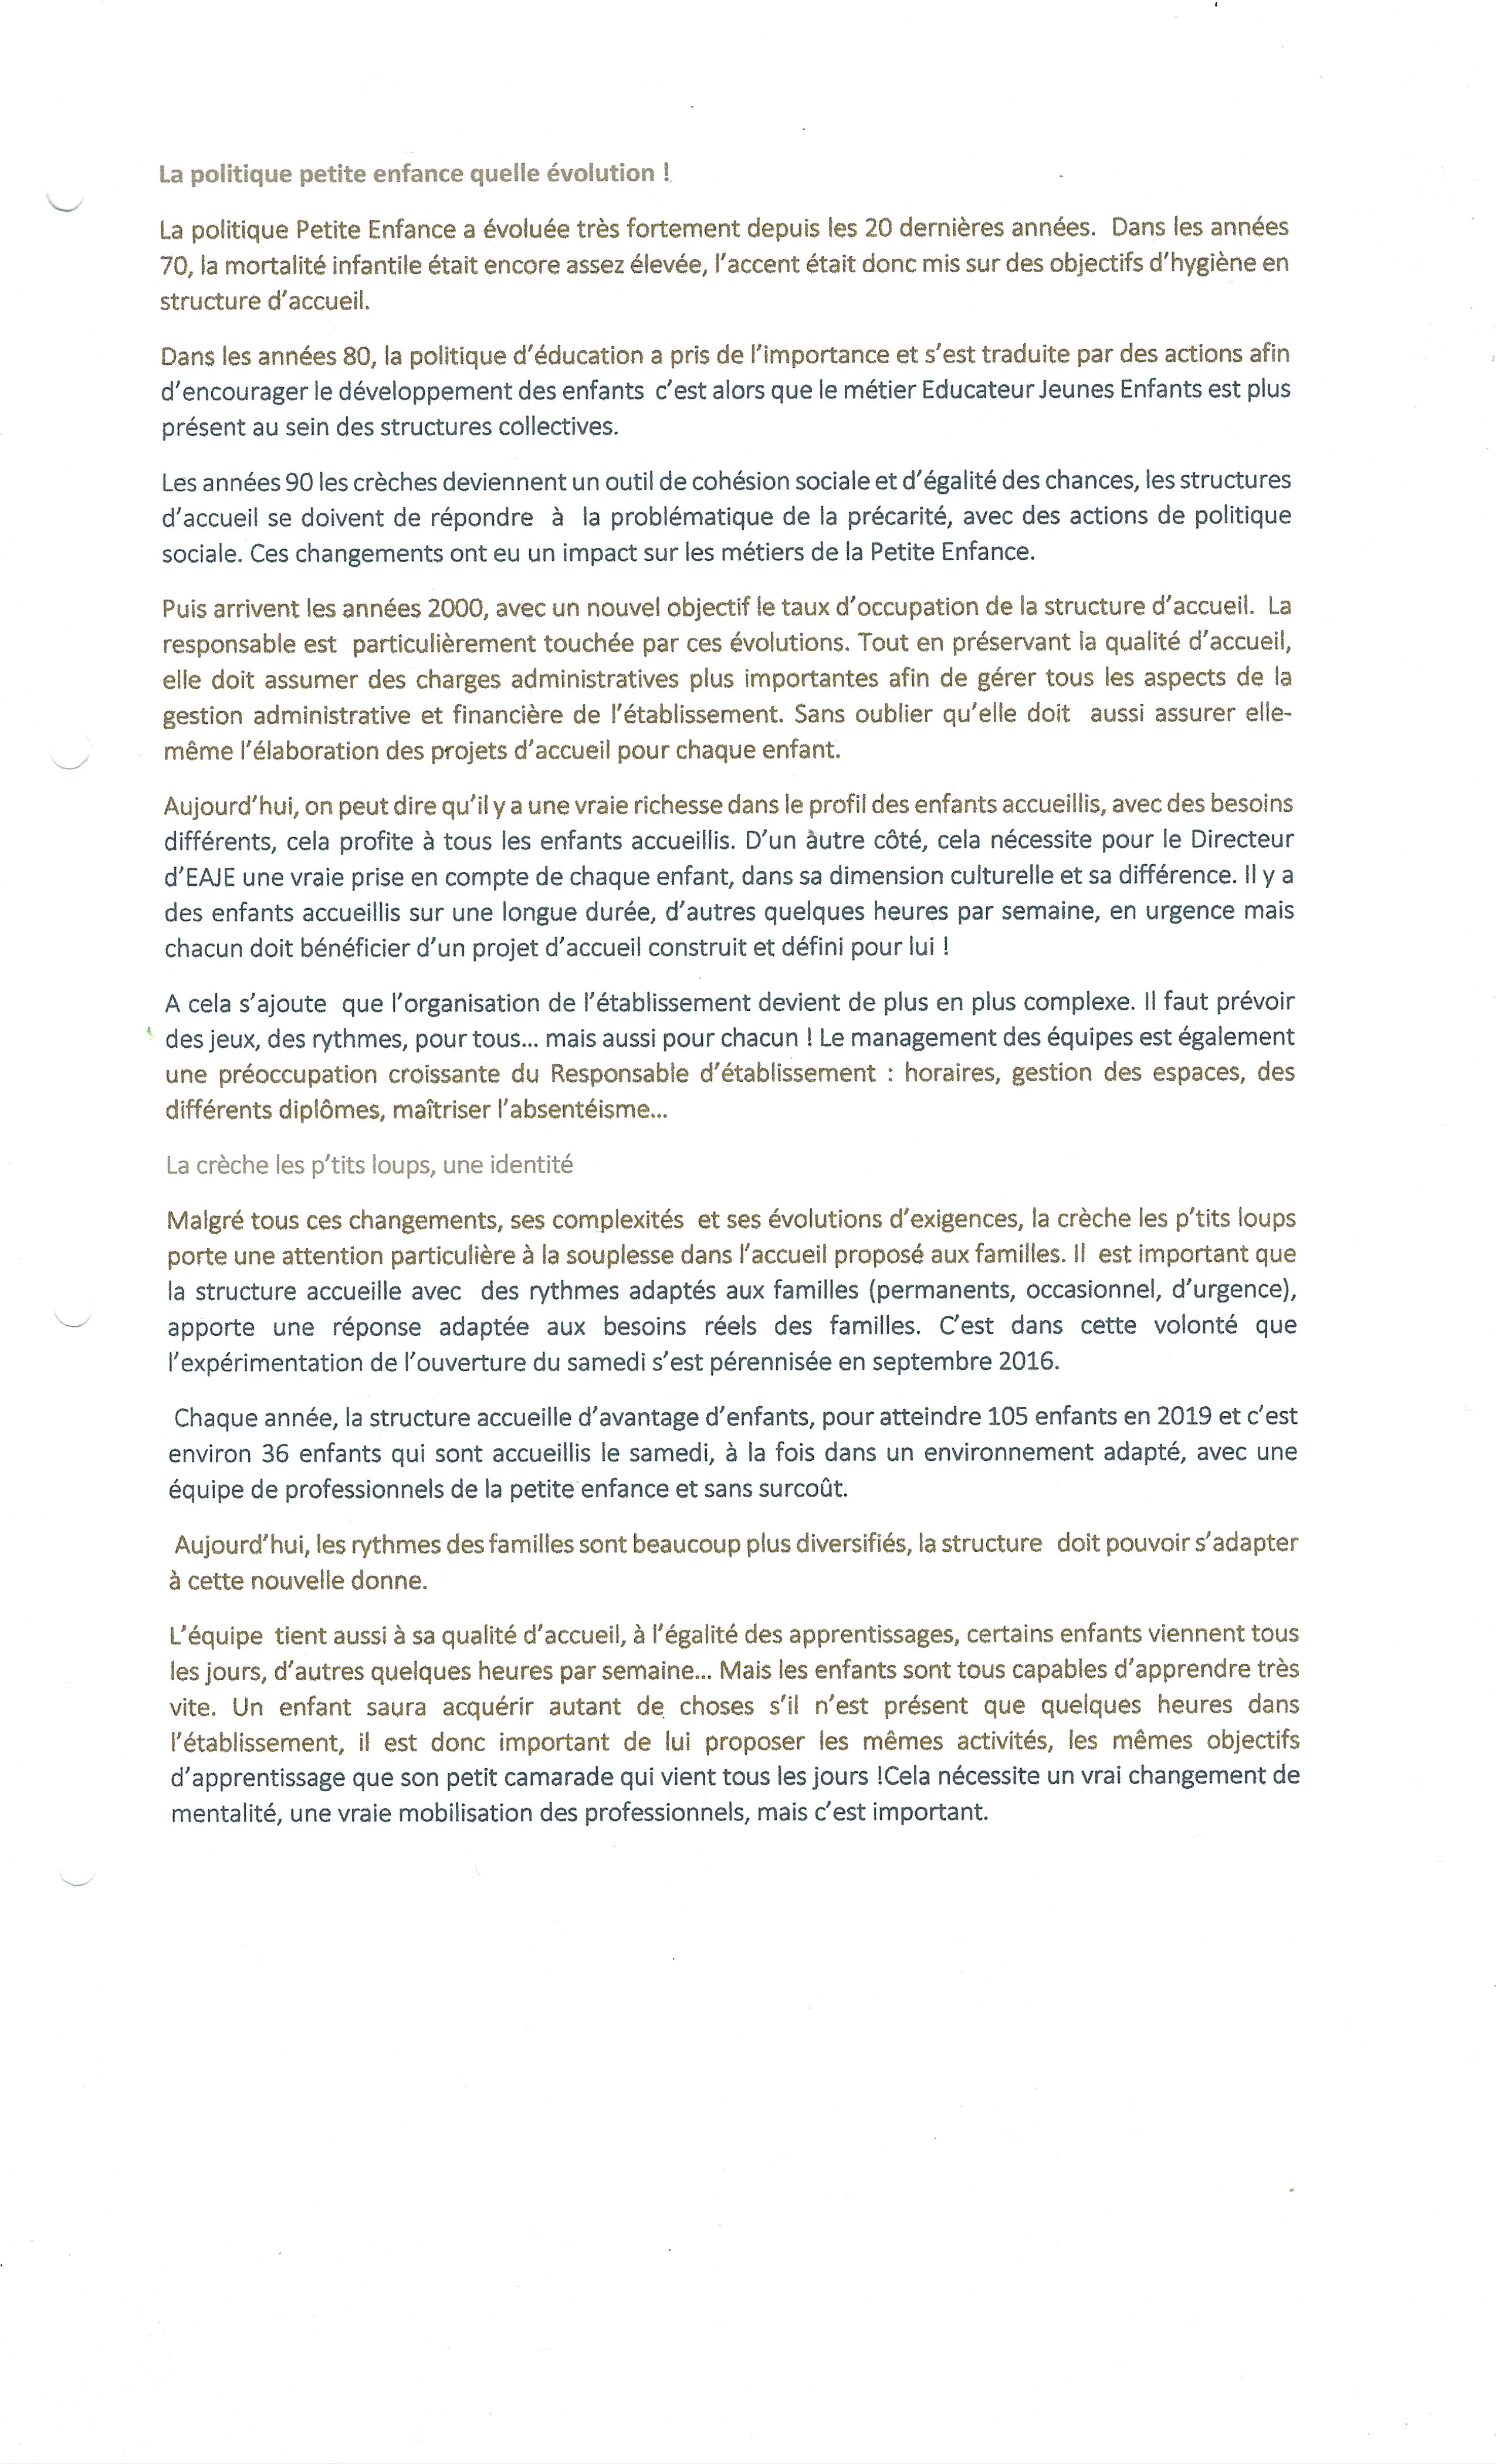 La politique petite enfance quelle évolution !
La politique Petite Enfance a évoluée très fortement depuis les 20 dernières années. Dans les années
70, la mortalité infantile était encore assez élevée, l'accent était donc mis sur des objectifs d'hygiène en
structure d'accueil.
Dans les années 80, la politique d'éducation a pris de l'importance et s'est traduite par des actions afin
d'encourager le développement des enfants c'est alors que le métier Educateur Jeunes Enfants est plus
présent au sein des structures collectives.
Les années 90 les crèches deviennent un outil de cohésion sociale et d'égalité des chances, les structures
d'accueil se doivent de répondre à la problématique de la précarité, avec des actions de politique
sociale. Ces changements ont eu un impact sur les métiers de la Petite Enfance.
Puis arrivent les années 2000, avec un nouvel objectif le taux d'occupation de la structure d'accueil. La
responsable est particulièrement touchée par ces évolutions. Tout en préservant la qualité d'accueil,
elle doit assumer des charges administratives plus importantes afin de gérer tous les aspects de la
gestion administrative et financière de l'établissement. Sans oublier qu'elle doit aussi assurer elle-
même l'élaboration des projets d'accueil pour chaque enfant.
Aujourd'hui, on peut dire qu'il y a une vraie richesse dans le profil des enfants accueillis, avec des besoins
différents, cela profite à tous les enfants accueillis. D'un autre côté, cela nécessite pour le Directeur
d'EAJE une vraie prise en compte de chaque enfant, dans sa dimension culturelle et sa différence. Il y a
des enfants accueillis sur une longue durée, d'autres quelques heures par semaine, en urgence mais
chacun doit bénéficier d'un projet d'accueil construit et défini pour lui !
A cela s'ajoute que l'organisation de l'établissement devient de plus en plus complexe. Il faut prévoir
des jeux, des rythmes, pour tous... mais aussi pour chacun ! Le management des équipes est également
une préoccupation croissante du Responsable d'établissement : horaires, gestion des espaces, des
différents diplômes, maîtriser l'absentéisme...
La crèche les p'tits loups, une identité
Malgré tous ces changements, ses complexités et ses évolutions d'exigences, la crèche les p'tits loups
porte une attention particulière à la souplesse dans l'accueil proposé aux familles. Il est important que
la structure accueille avec des rythmes adaptés aux familles (permanents, occasionnel, d'urgence),
apporte une réponse adaptée aux besoins réels des familles. C'est dans cette volonté que
l'expérimentation de l'ouverture du samedi s'est pérennisée en septembre 2016.
Chaque année, la structure accueille d'avantage d'enfants, pour atteindre 105 enfants en 2019 et c'est
environ 36 enfants qui sont accueillis le samedi, à la fois dans un environnement adapté, avec une
équipe de professionnels de la petite enfance et sans surcoût.
Aujourd'hui, les rythmes des familles sont beaucoup plus diversifiés, la structure doit pouvoir s'adapter
à cette nouvelle donne.
L'équipe tient aussi à sa qualité d'accueil, à l'égalité des apprentissages, certains enfants viennent tous
les jours, d'autres quelques heures par semaine... Mais les enfants sont tous capables d'apprendre très
vite. Un enfant saura acquérir autant de choses s'il n'est présent que quelques heures dans
l'établissement, il est donc important de lui proposer les mêmes activités, les mêmes objectifs
d'apprentissage que son petit camarade qui vient tous les jours !Cela nécessite un vrai changement de
mentalité, une vraie mobilisation des professionnels, mais c'est important.